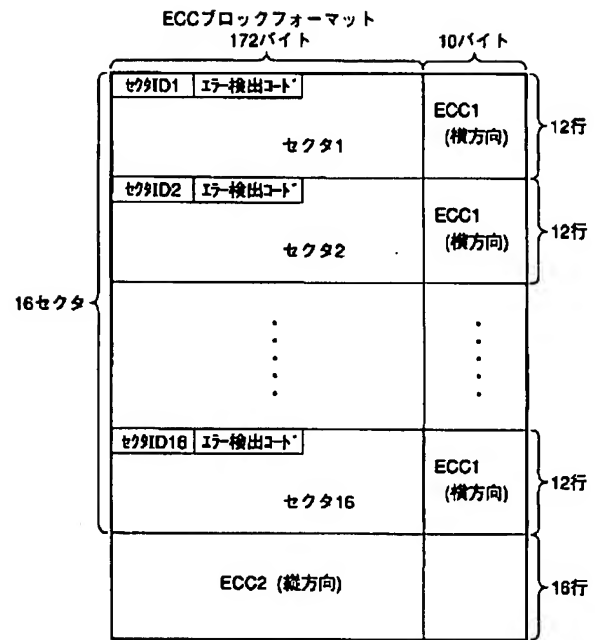 ECCブロックフォーマット
172バイト
10バイト
セクタID1
エラー検出コード
ECC1
(横方向)
12行
セクタ1
セクタID2
エラー検出コード
ECC1
(横方向)
12行
セクタ2
16セクタ
セクタID16
エラー検出コード
ECC1
(横方向)
12行
セクタ16
ECC2 (縦方向)
16行